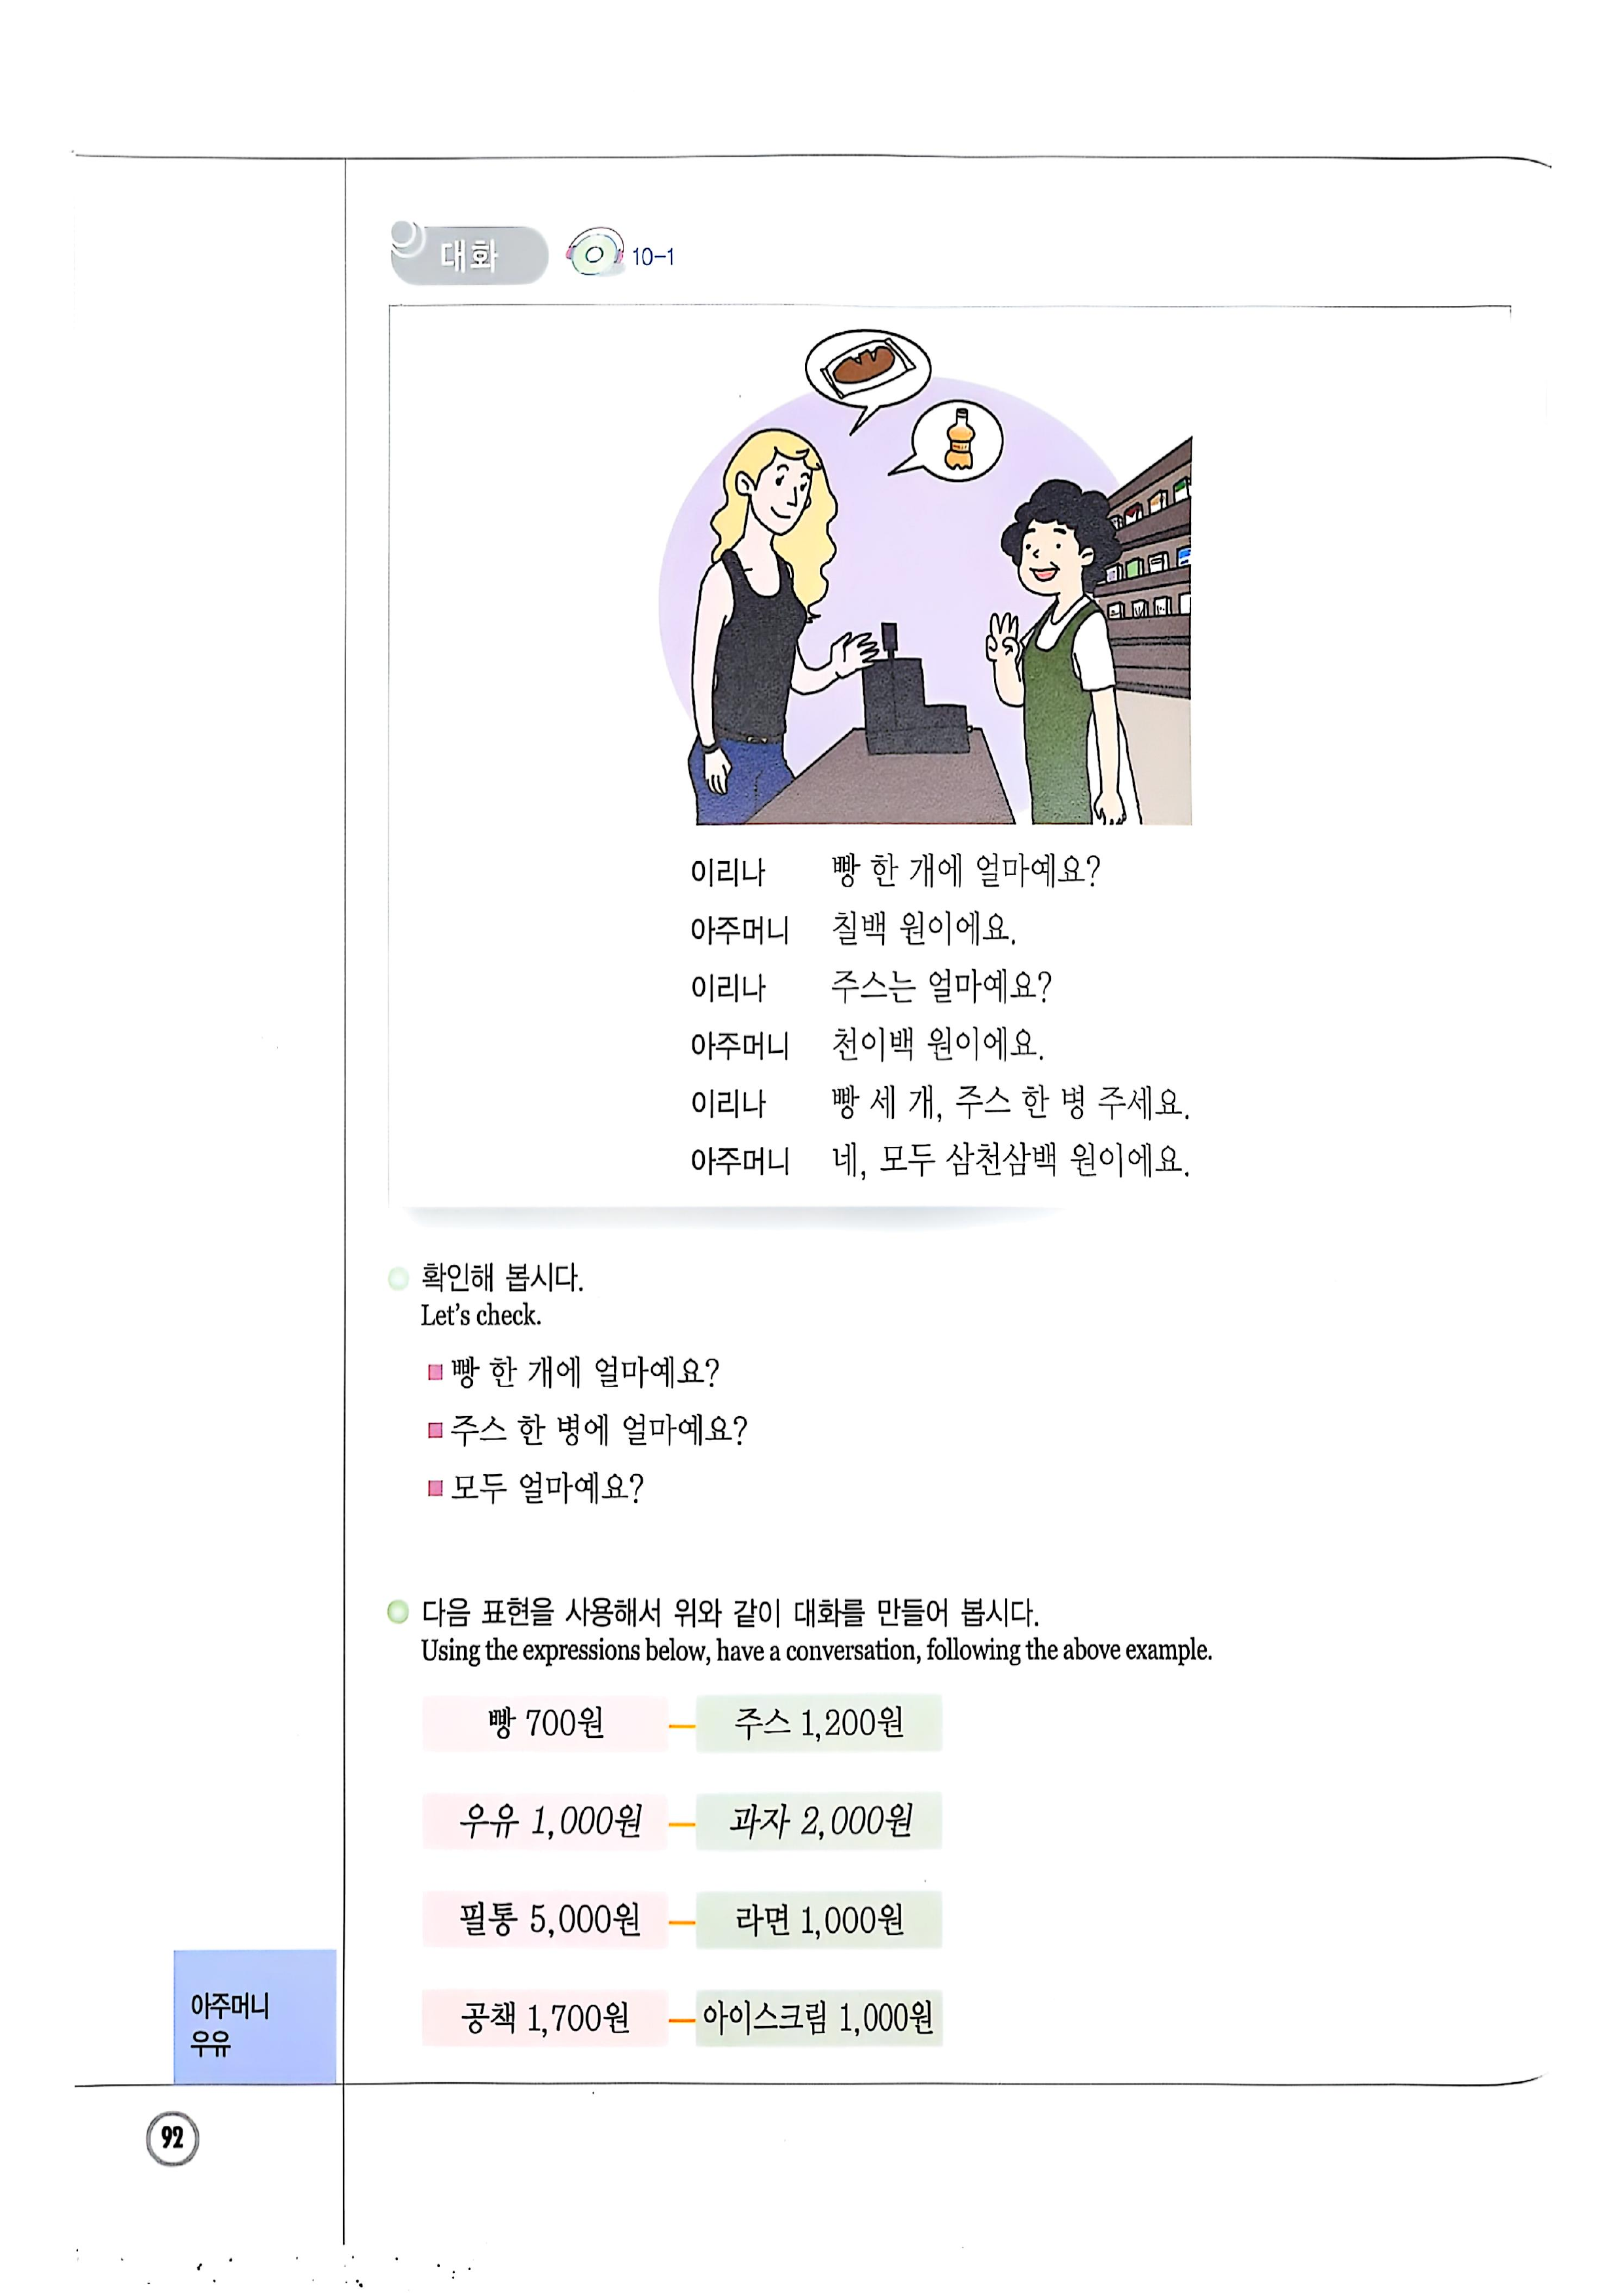 대화
10-1
이리나 빵 한 개에 얼마예요?
아주머니 칠백 원이에요.
이리나 주스는 얼마예요?
아주머니 천이백 원이에요.
이리나 빵 세 개, 주스 한 병 주세요.
아주머니 네, 모두 삼천삼백 원이에요.
확인해 봅시다.
Let's check.
빵 한 개에 얼마예요?
주스 한 병에 얼마예요?
모두 얼마예요?
다음 표현을 사용해서 위와 같이 대화를 만들어 봅시다.
Using the expressions below, have a conversation, following the above example.
빵 700원 주스 1,200원
우유 1,000원 과자 2,000원
필통 5,000원 라면 1,000원
공책 1,700원 아이스크림 1,000원
아주머니
우유
92